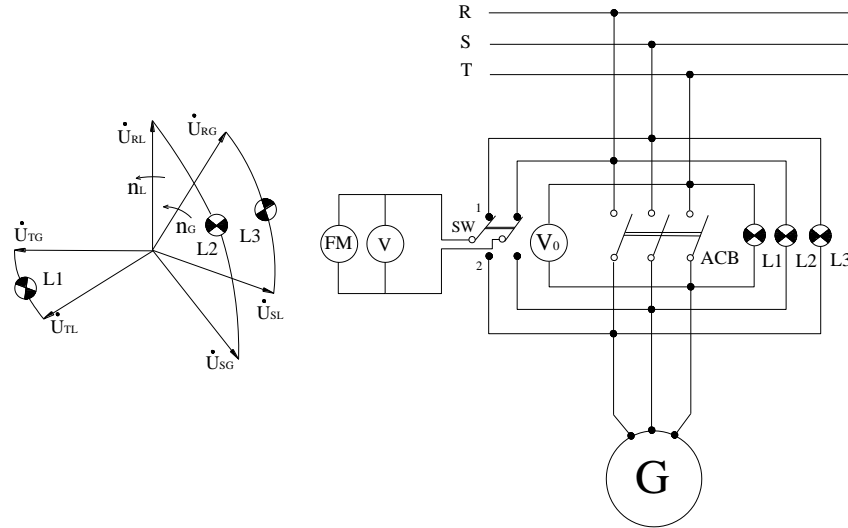 R
S
T
U̇RL
U̇RG
nL
nG
L2
L3
U̇TG
L1
U̇TL
U̇SL
U̇SG
1
SW
2
FM
V
V0
ACB
L1
L2
L3
G